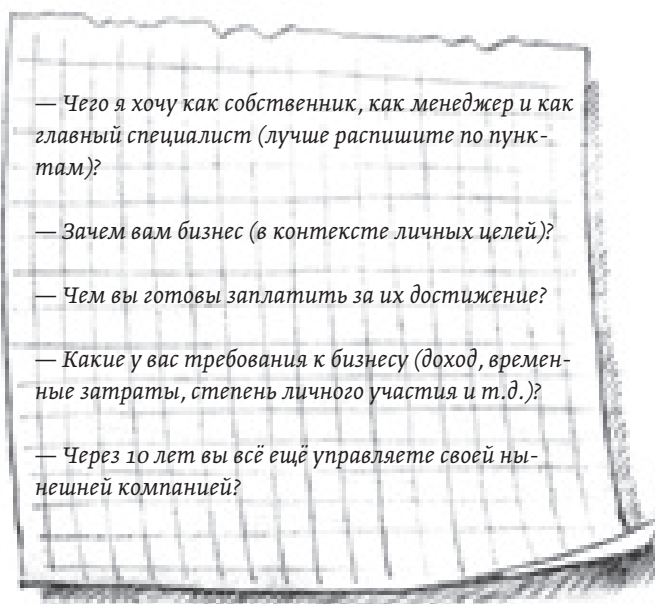 — Чего я хочу как собственник, как менеджер и как
главный специалист (лучше распишите по пунк-
там)?
— Зачем вам бизнес (в контексте личных целей)?
— Чем вы готовы заплатить за их достижение?
— Какие у вас требования к бизнесу (доход, времен-
ные затраты, степень личного участия и т.д.)?
— Через 10 лет вы всё ещё управляете своей ны-
нешней компанией?